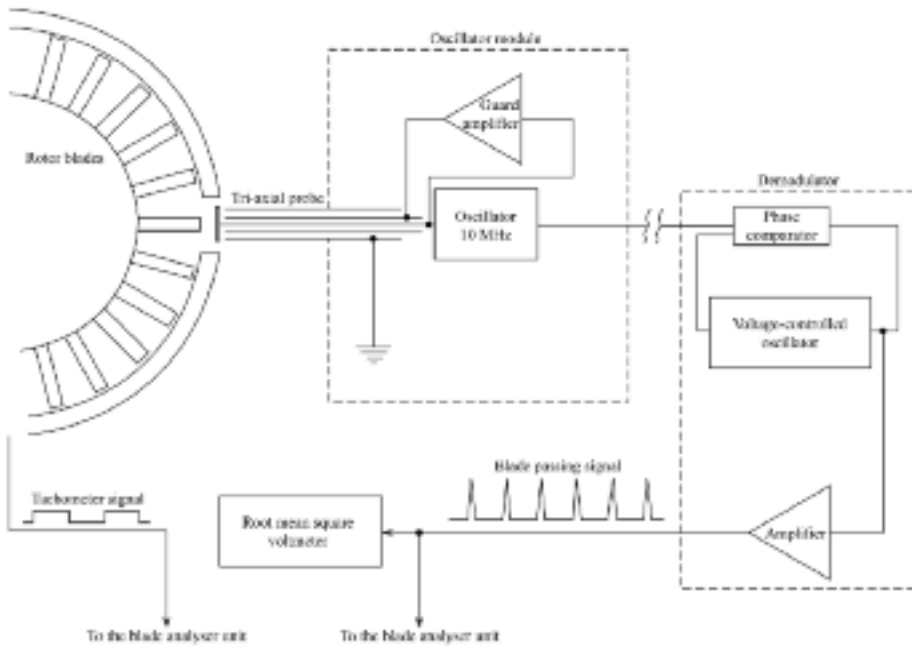 Oscillator module
Guard
amplifier
Rotor blades
Tri-axial probe
Oscillator
10 MHz
Demodulator
Phase
comparator
Voltage-controlled
oscillator
Blade passing signal
Tachometer signal
Root mean square
voltmeter
Amplifier
To the blade analyser unit
To the blade analyser unit